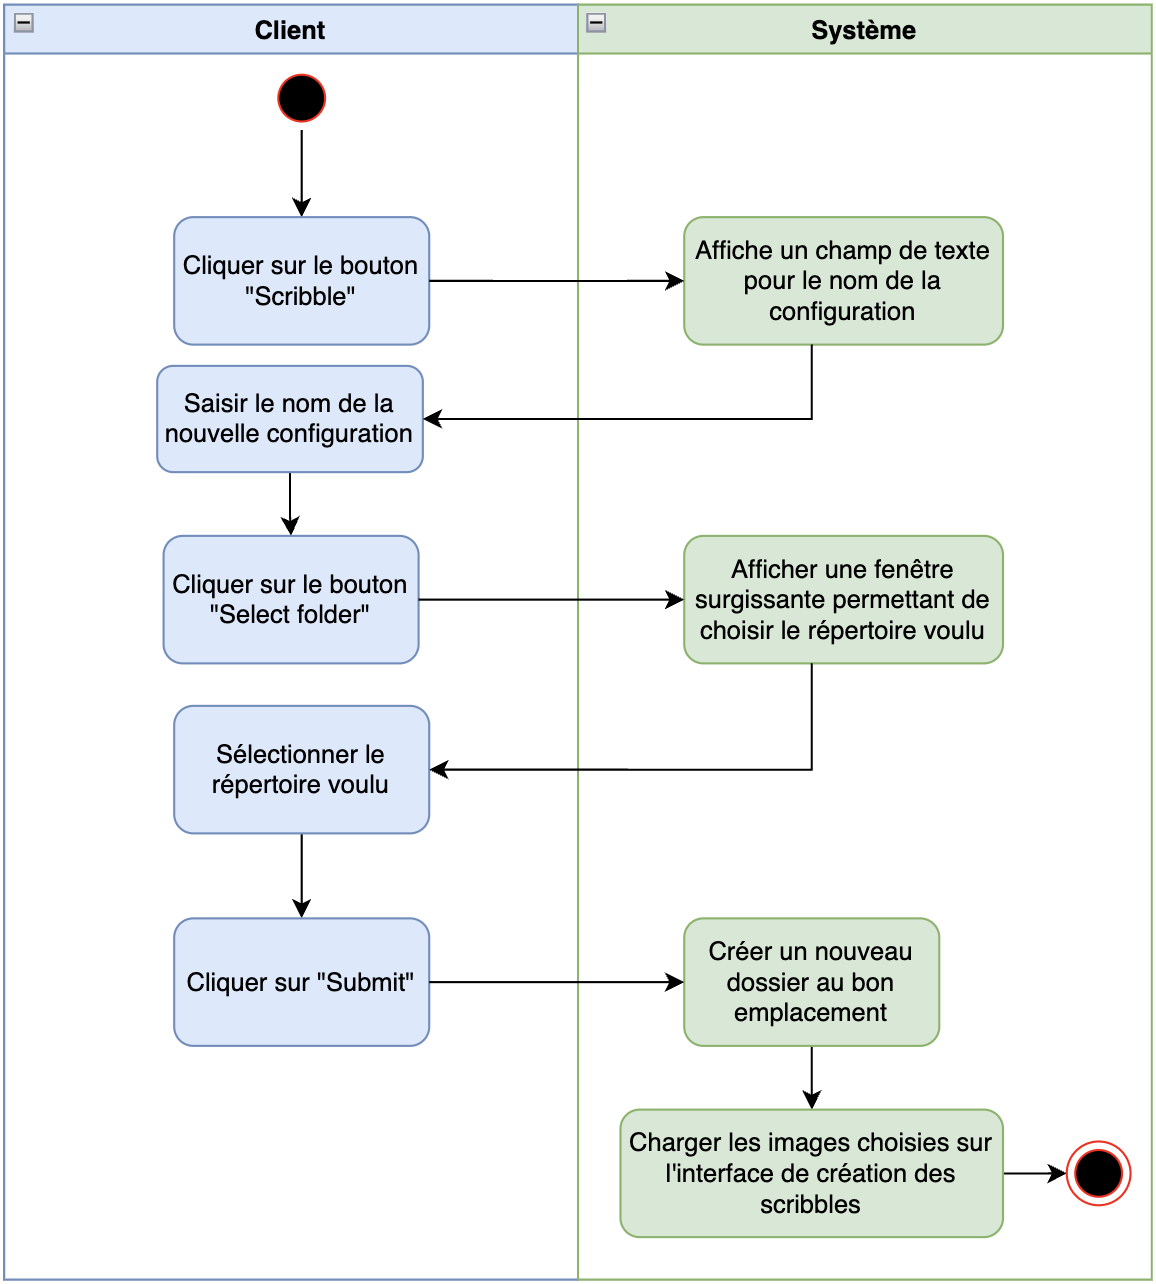 Client
Système
Cliquer sur le bouton
"Scribble"
Affiche un champ de texte
pour le nom de la
configuration
Saisir le nom de la
nouvelle configuration
Cliquer sur le bouton
"Select folder"
Afficher une fenêtre
surgissante permettant de
choisir le répertoire voulu
Sélectionner le
répertoire voulu
Cliquer sur "Submit"
Créer un nouveau
dossier au bon
emplacement
Charger les images choisies sur
l'interface de création des
scribbles